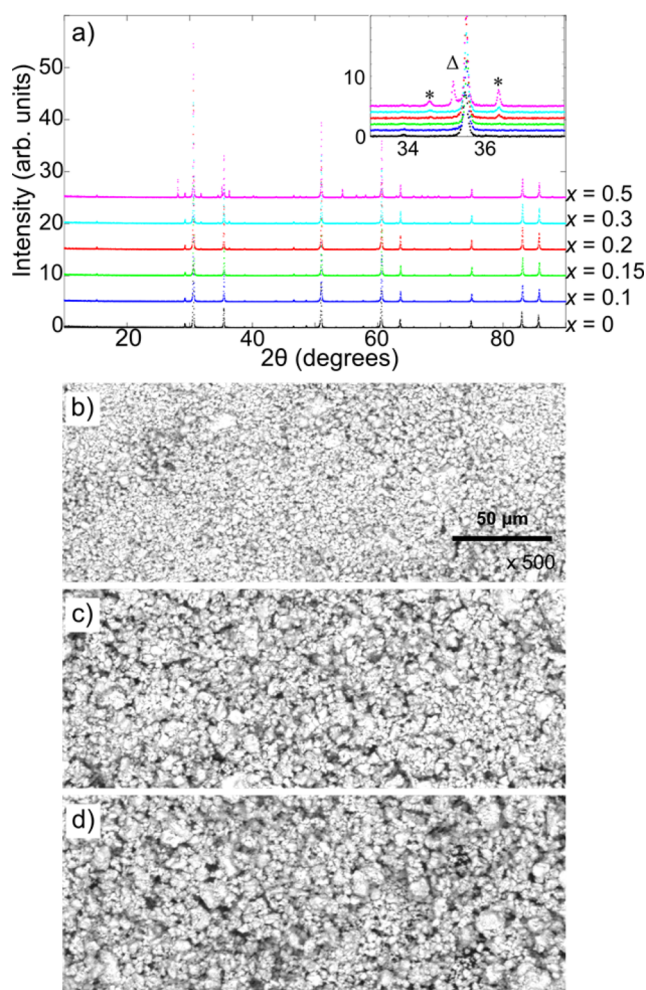 a)
Intensity (arb. units)
50
40
30
20
10
0
20
40
60
80
2θ (degrees)
x = 0.5
x = 0.3
x = 0.2
x = 0.15
x = 0.1
x = 0
10
0
34
36
*
Δ
*
b)
50 µm
x 500
c)
d)